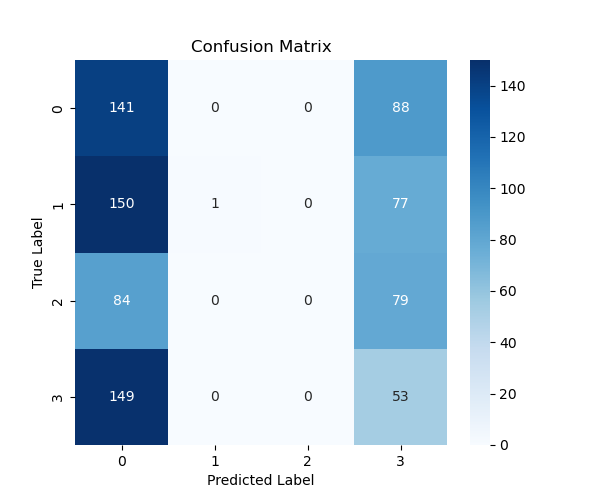 Confusion Matrix
0 141 0 0 88
1 150 1 0 77
2 84 0 0 79
3 149 0 0 53
0 1 2 3
Predicted Label
True Label
140
120
100
80
60
40
20
0